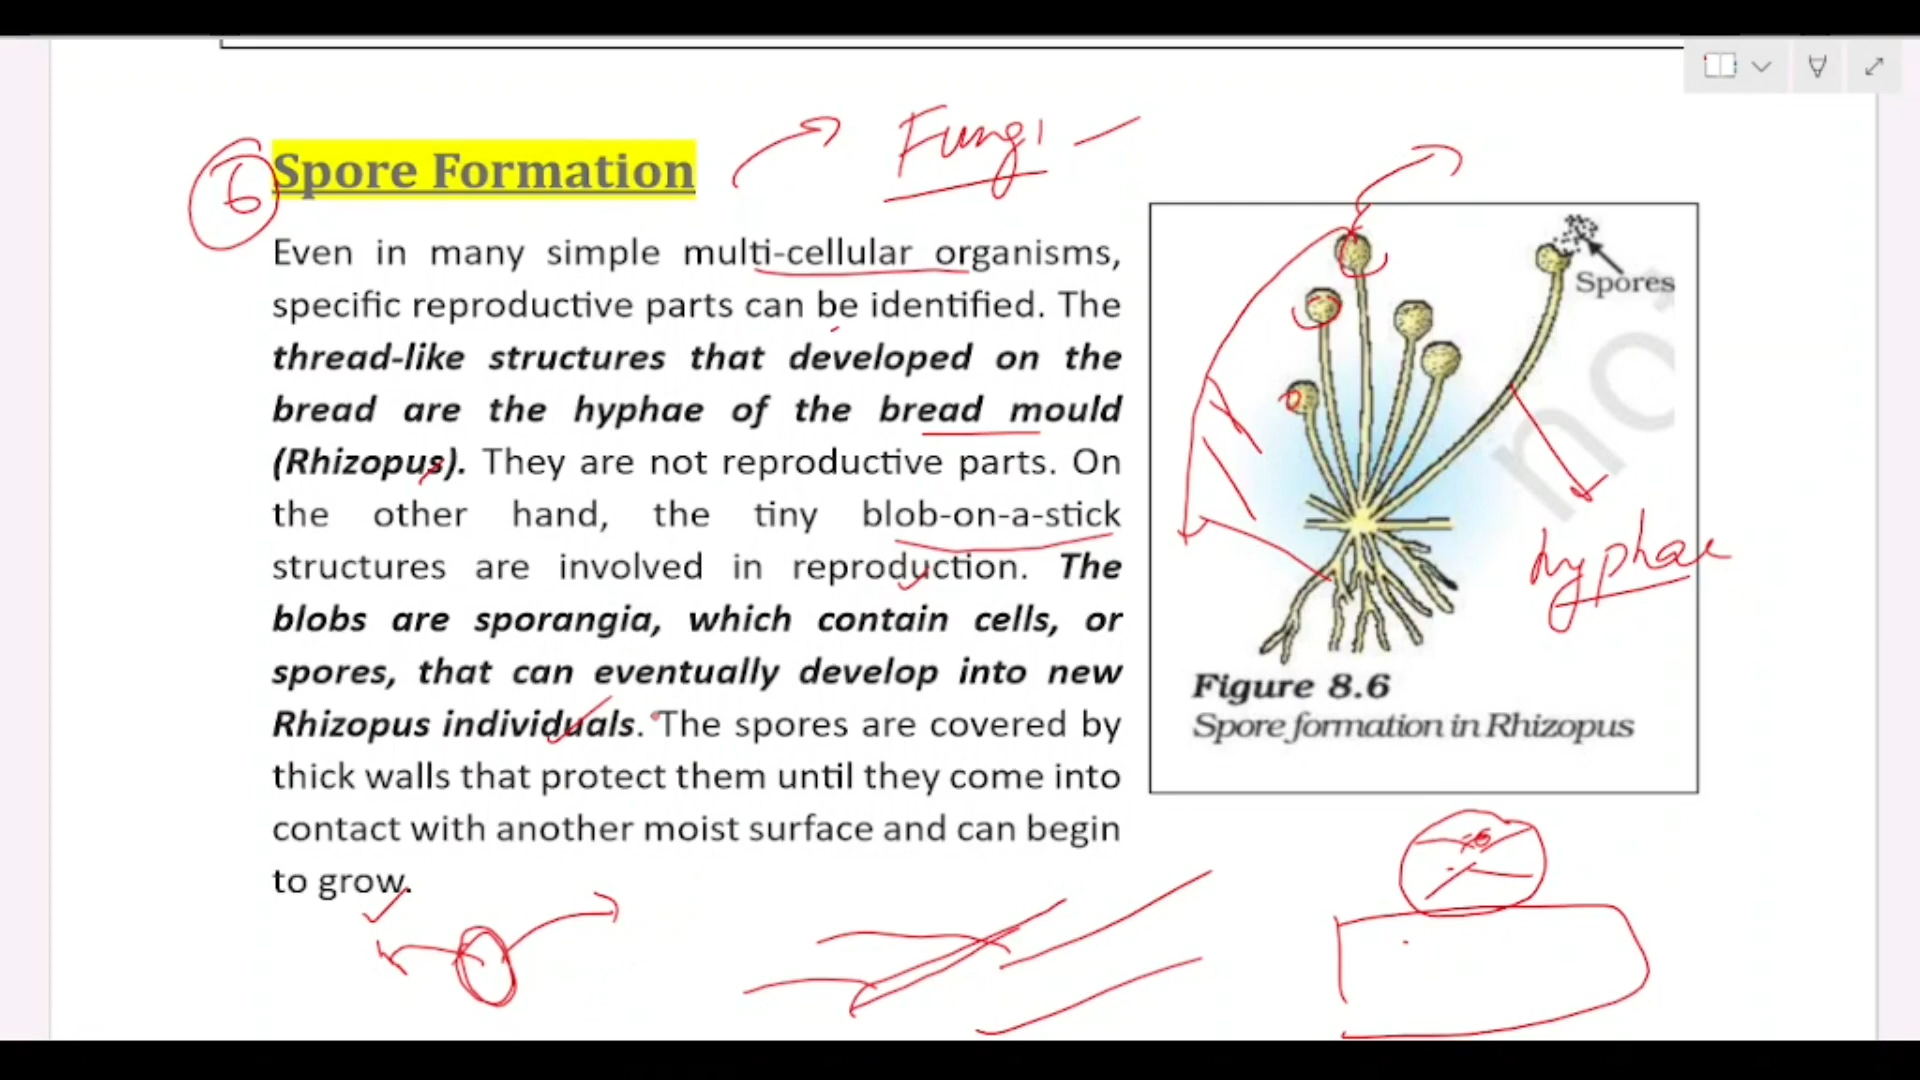 Fungi
6
Spore Formation
Even in many simple multi-cellular organisms,
specific reproductive parts can be identified. The
thread-like structures that developed on the
bread are the hyphae of the bread mould
(Rhizopus). They are not reproductive parts. On
the other hand, the tiny blob-on-a-stick
structures are involved in reproduction. The
blobs are sporangia, which contain cells, or
spores, that can eventually develop into new
Rhizopus individuals. The spores are covered by
thick walls that protect them until they come into
contact with another moist surface and can begin
to grow.
Spores
no
hyphae
Figure 8.6
Spore formation in Rhizopus